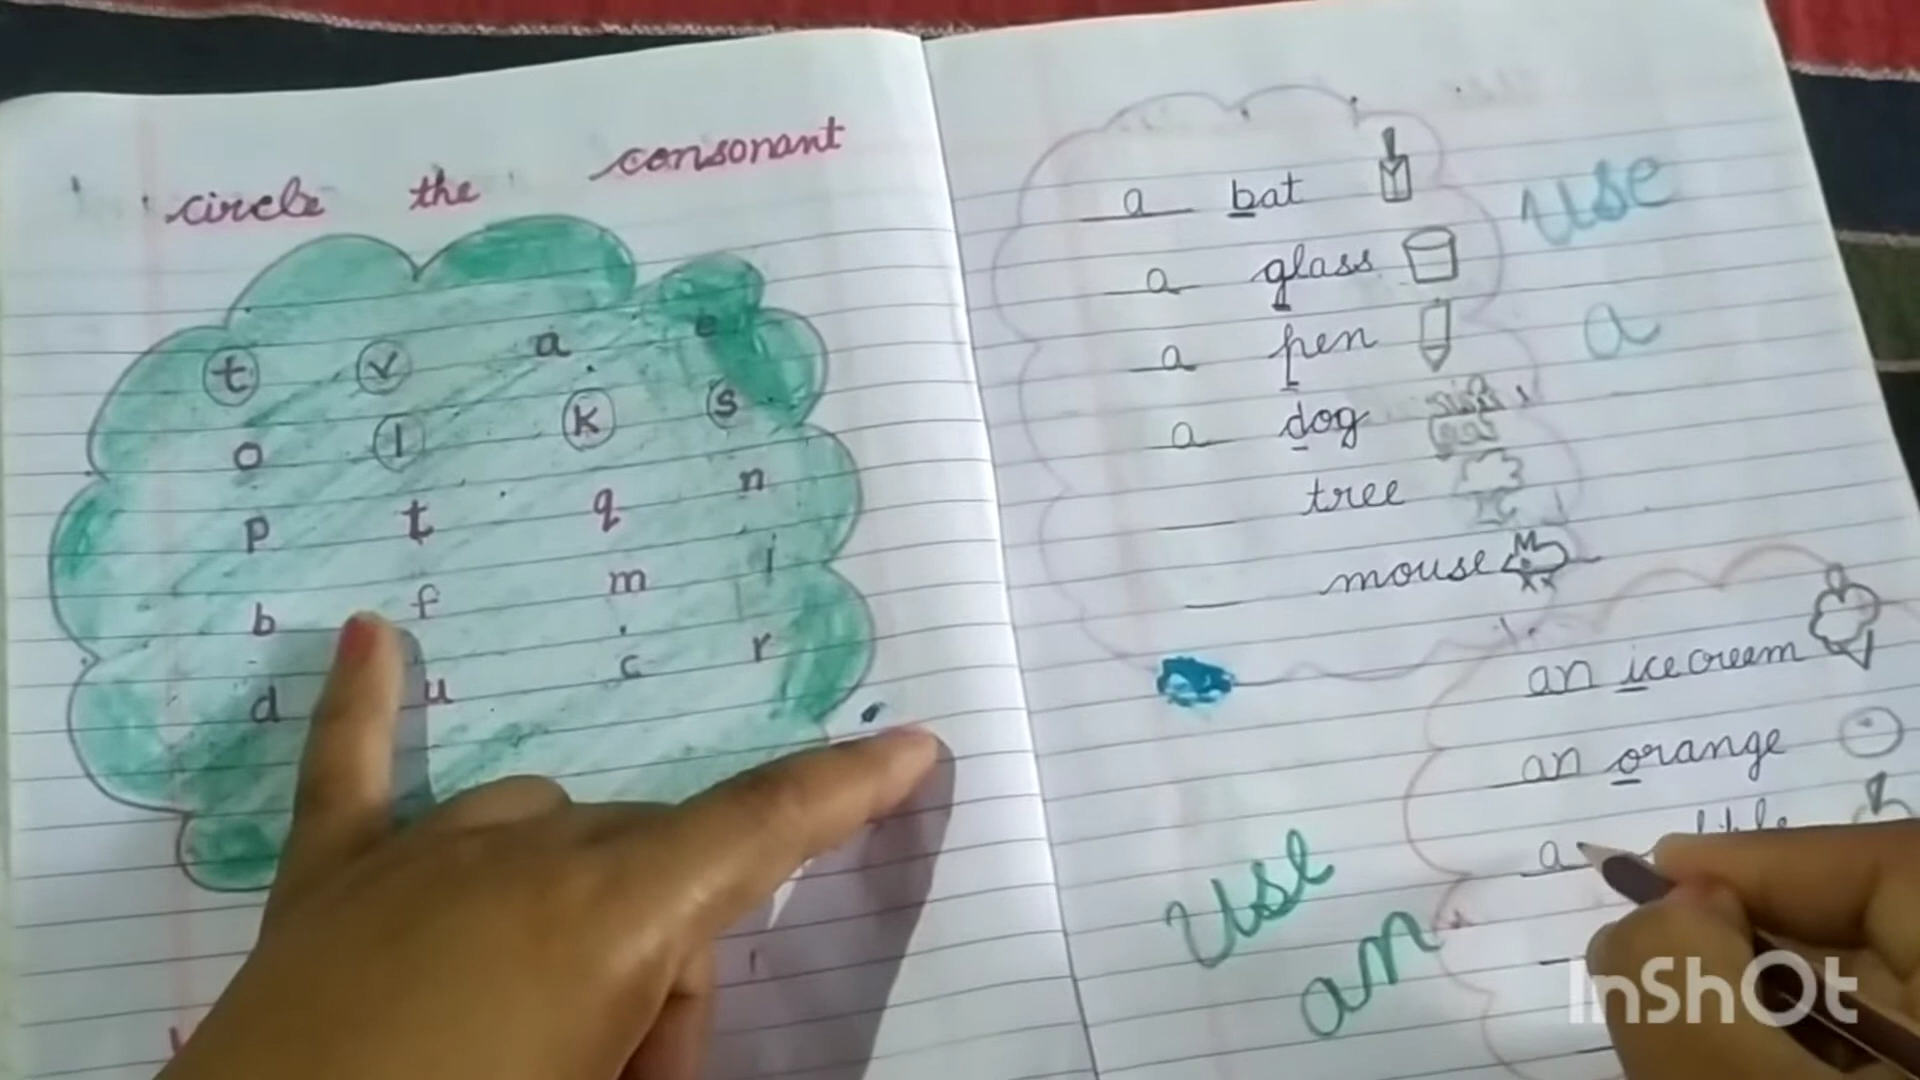 circle the consonant
t v a e
o l k s
p t q n
b f m i
d u c r
a bat
a glass
a pen
a dog
tree
mouse
use
a
an icecream
an orange
a
use
an
InShOt